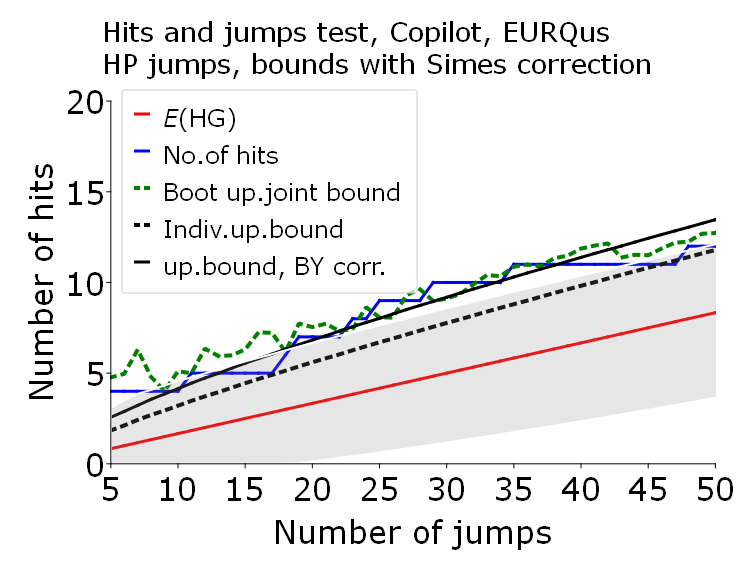 Hits and jumps test, Copilot, EURQus
HP jumps, bounds with Simes correction
E(HG)
No.of hits
Boot up.joint bound
Indiv.up.bound
up.bound, BY corr.
Number of hits
20
15
10
5
0
5 10 15 20 25 30 35 40 45 50
Number of jumps